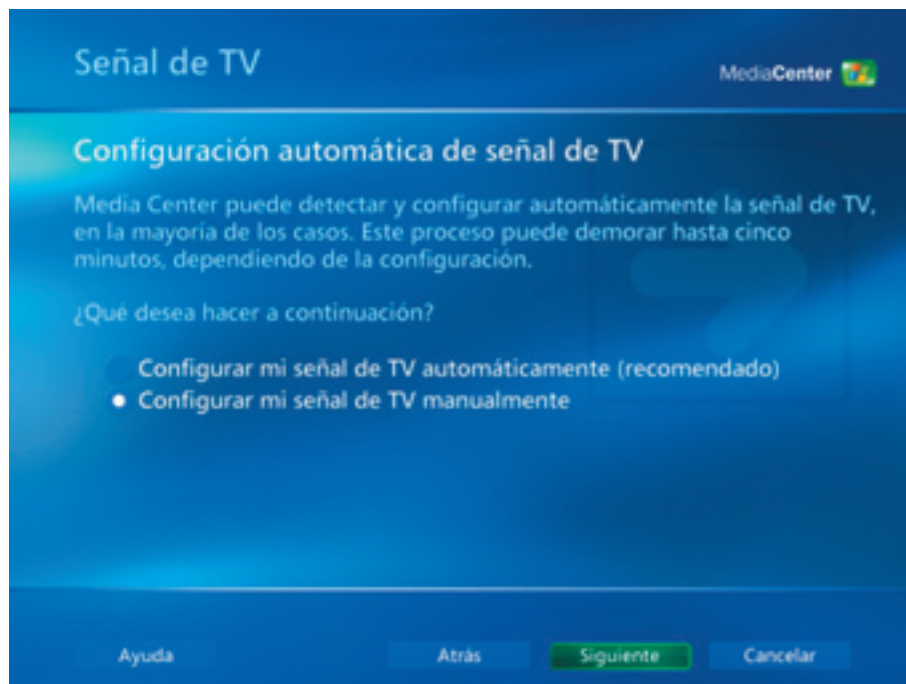 Señal de TV
MediaCenter
Configuración automática de señal de TV
Media Center puede detectar y configurar automáticamente la señal de TV,
en la mayoría de los casos. Este proceso puede demorar hasta cinco
minutos, dependiendo de la configuración.
¿Qué desea hacer a continuación?
Configurar mi señal de TV automáticamente (recomendado)
Configurar mi señal de TV manualmente
Ayuda Atrás Siguiente Cancelar